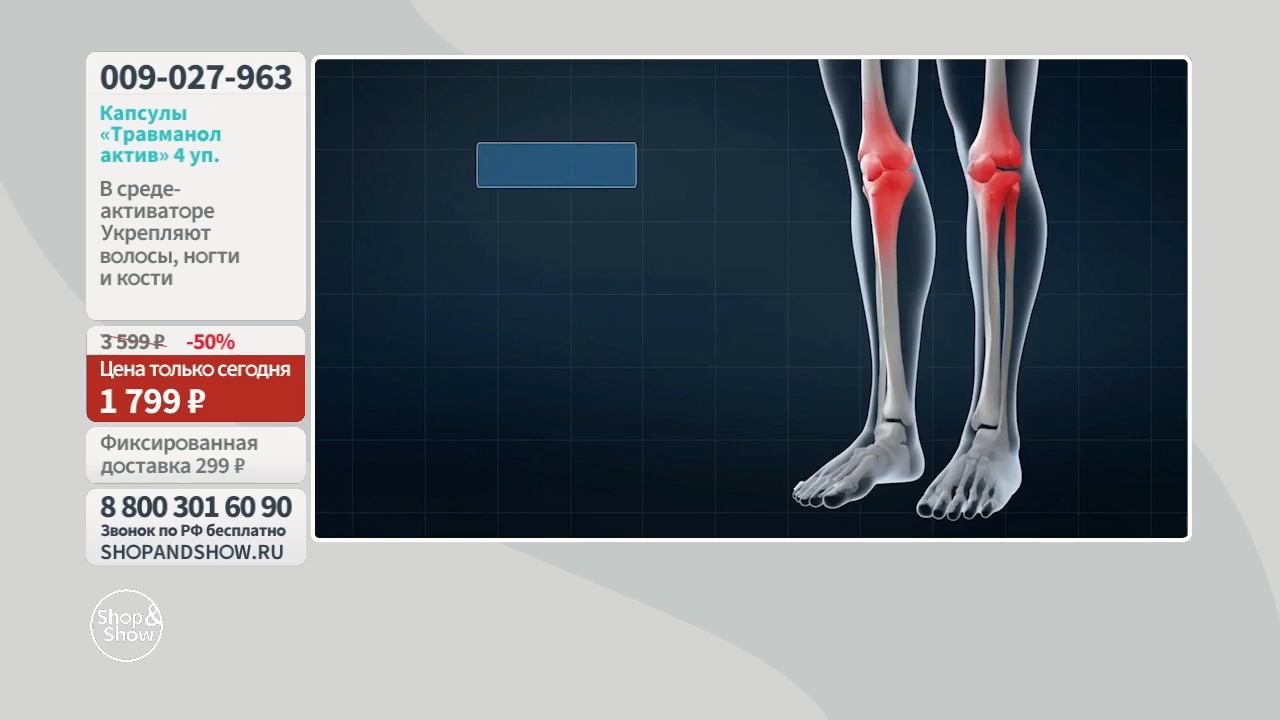 009-027-963
Капсулы
«Травманол
актив» 4 уп.
В среде-
активаторе
Укрепляют
волосы, ногти
и кости
3 599 ₽ -50%
Цена только сегодня
1 799 ₽
Фиксированная
доставка 299 ₽
8 800 301 60 90
Звонок по РФ бесплатно
SHOPANDSHOW.RU
Shop&
Show